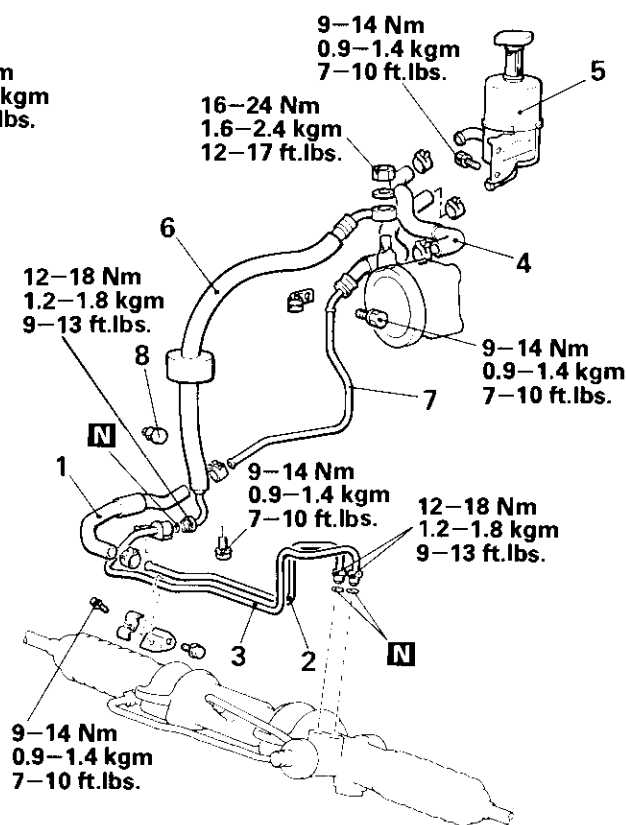 9–14 Nm
0.9–1.4 kgm
7–10 ft.lbs.
5
m
kgm
lbs.
16–24 Nm
1.6–2.4 kgm
12–17 ft.lbs.
6
4
12–18 Nm
1.2–1.8 kgm
9–13 ft.lbs.
9–14 Nm
0.9–1.4 kgm
7–10 ft.lbs.
8
7
N
1
9–14 Nm
0.9–1.4 kgm
7–10 ft.lbs.
12–18 Nm
1.2–1.8 kgm
9–13 ft.lbs.
3
2
N
9–14 Nm
0.9–1.4 kgm
7–10 ft.lbs.